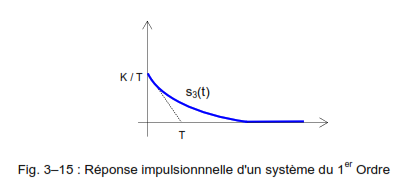 K / T
s₃(t)
T
Fig. 3–15 : Réponse impulsionnnelle d'un système du 1er Ordre